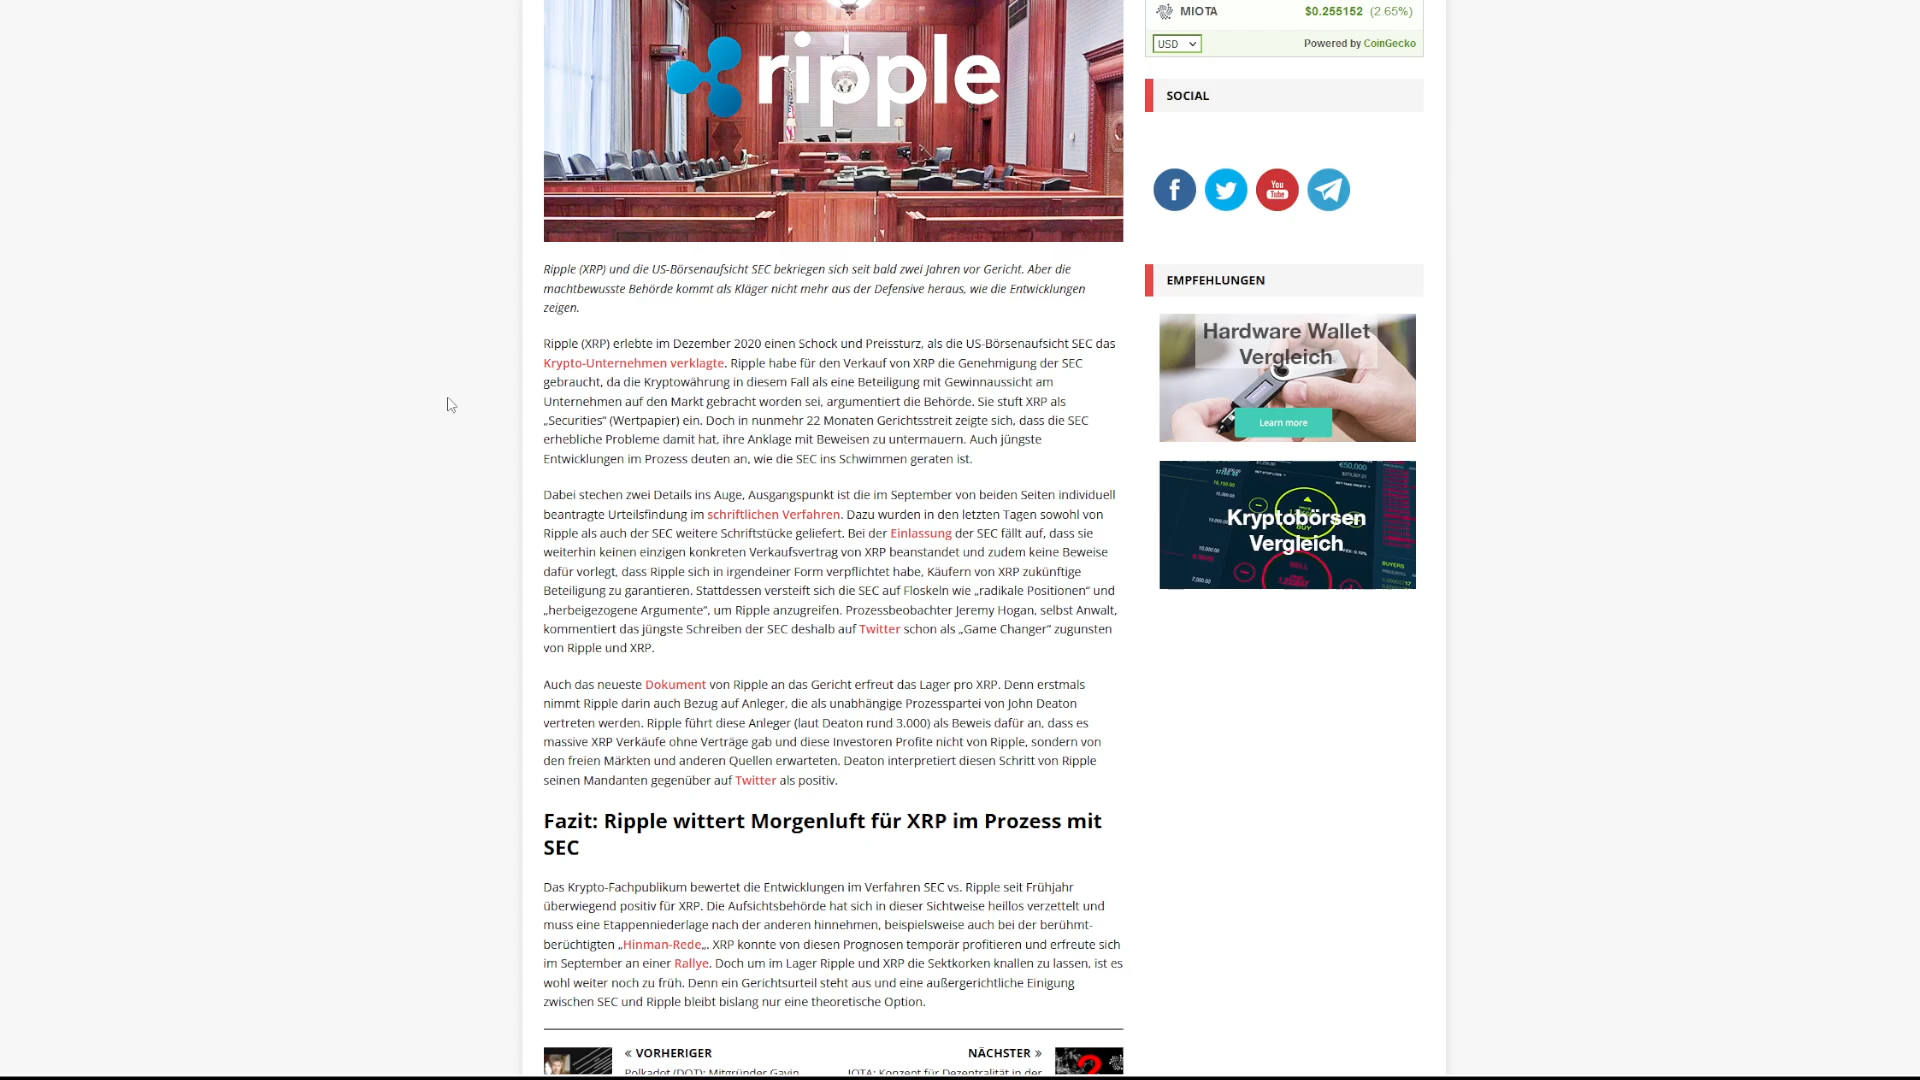 ripple
Ripple (XRP) und die US-Börsenaufsicht SEC bekriegen sich seit bald zwei Jahren vor Gericht. Aber die
machtbewusste Behörde kommt als Kläger nicht mehr aus der Defensive heraus, wie die Entwicklungen
zeigen.
Ripple (XRP) erlebte im Dezember 2020 einen Schock und Preissturz, als die US-Börsenaufsicht SEC das
Krypto-Unternehmen verklagte. Ripple habe für den Verkauf von XRP die Genehmigung der SEC
gebraucht, da die Kryptowährung in diesem Fall als eine Beteiligung mit Gewinnaussicht am
Unternehmen auf den Markt gebracht worden sei, argumentiert die Behörde. Sie stuft XRP als
„Securities“ (Wertpapier) ein. Doch in nunmehr 22 Monaten Gerichtsstreit zeigte sich, dass die SEC
erhebliche Probleme damit hat, ihre Anklage mit Beweisen zu untermauern. Auch jüngste
Entwicklungen im Prozess deuten an, wie die SEC ins Schwimmen geraten ist.
Dabei stechen zwei Details ins Auge, Ausgangspunkt ist die im September von beiden Seiten individuell
beantragte Urteilsfindung im schriftlichen Verfahren. Dazu wurden in den letzten Tagen sowohl von
Ripple als auch der SEC weitere Schriftstücke geliefert. Bei der Einlassung der SEC fällt auf, dass sie
weiterhin keinen einzigen konkreten Verkaufsvertrag von XRP beanstandet und zudem keine Beweise
dafür vorlegt, dass Ripple sich in irgendeiner Form verpflichtet habe, Käufern von XRP zukünftige
Beteiligung zu garantieren. Stattdessen versteift sich die SEC auf Floskeln wie „radikale Positionen“ und
„herbeigezogene Argumente“, um Ripple anzugreifen. Prozessbeobachter Jeremy Hogan, selbst Anwalt,
kommentiert das jüngste Schreiben der SEC deshalb auf Twitter schon als „Game Changer“ zugunsten
von Ripple und XRP.
Auch das neueste Dokument von Ripple an das Gericht erfreut das Lager pro XRP. Denn erstmals
nimmt Ripple darin auch Bezug auf Anleger, die als unabhängige Prozesspartei von John Deaton
vertreten werden. Ripple führt diese Anleger (laut Deaton rund 3.000) als Beweis dafür an, dass es
massive XRP Verkäufe ohne Verträge gab und diese Investoren Profite nicht von Ripple, sondern von
den freien Märkten und anderen Quellen erwarteten. Deaton interpretiert diesen Schritt von Ripple
seinen Mandanten gegenüber auf Twitter als positiv.
Fazit: Ripple wittert Morgenluft für XRP im Prozess mit
SEC
Das Krypto-Fachpublikum bewertet die Entwicklungen im Verfahren SEC vs. Ripple seit Frühjahr
überwiegend positiv für XRP. Die Aufsichtsbehörde hat sich in dieser Sichtweise heillos verzettelt und
muss eine Etappenniederlage nach der anderen hinnehmen, beispielsweise auch bei der berühmt-
berüchtigten „Hinman-Rede„. XRP konnte von diesen Prognosen temporär profitieren und erfreute sich
im September an einer Rallye. Doch um im Lager Ripple und XRP die Sektkorken knallen zu lassen, ist es
wohl weiter noch zu früh. Denn ein Gerichtsurteil steht aus und eine außergerichtliche Einigung
zwischen SEC und Ripple bleibt bislang nur eine theoretische Option.
« VORHERIGER
Polkadot (DOT): Mitgründer Gavin
NÄCHSTER »
IOTA: Konzept für Dezentralität in der
MIOTA $0.255152 (2.65%)
USD Powered by CoinGecko
SOCIAL
You
Tube
EMPFEHLUNGEN
Hardware Wallet
Vergleich
Learn more
€50,000
BUY
Kryptobörsen
Vergleich
BUYERS